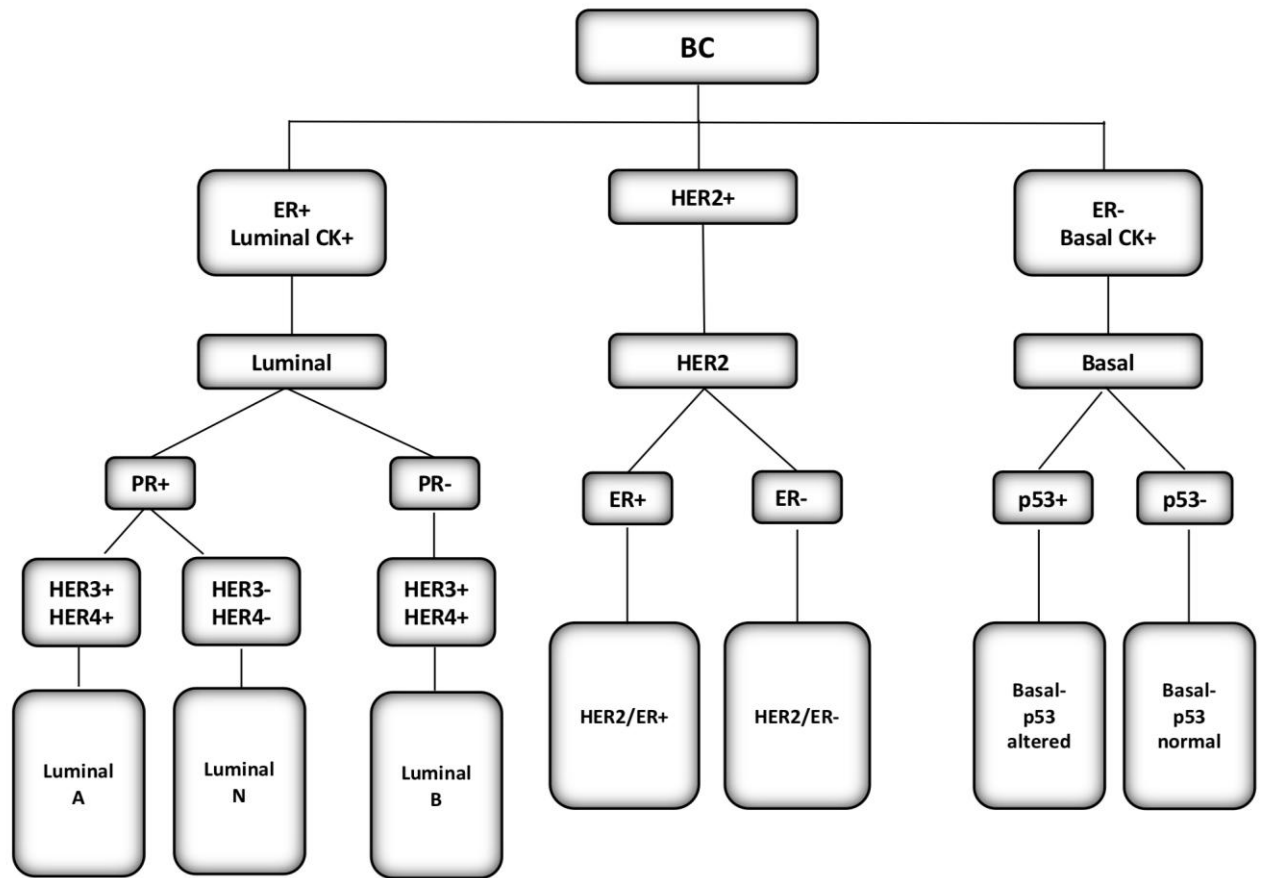 BC
ER+
Luminal CK+
HER2+
ER-
Basal CK+
Luminal
HER2
Basal
PR+
PR-
ER+
ER-
p53+
p53-
HER3+
HER4+
HER3-
HER4-
HER3+
HER4+
Luminal
A
Luminal
N
Luminal
B
HER2/ER+
HER2/ER-
Basal-
p53
altered
Basal-
p53
normal